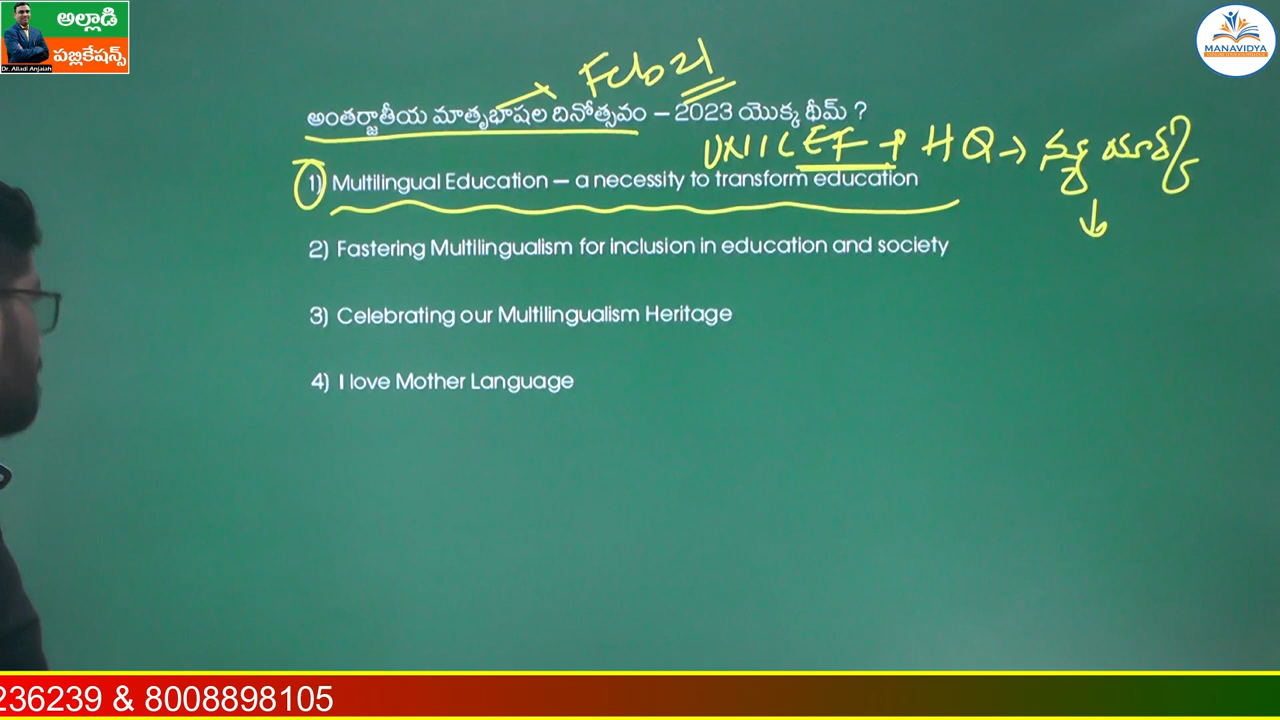 అల్లాడి
పబ్లికేషన్స్
Dr. Alladi Anjaiah
MANAVIDYA
Feb 21
అంతర్జాతీయ మాతృభాషల దినోత్సవం – 2023 యొక్క థీమ్ ?
UNICEF HQ → న్యూయార్క్
1) Multilingual Education – a necessity to transform education
2) Fastering Multilingualism for inclusion in education and society
3) Celebrating our Multilingualism Heritage
4) I love Mother Language
236239 & 8008898105